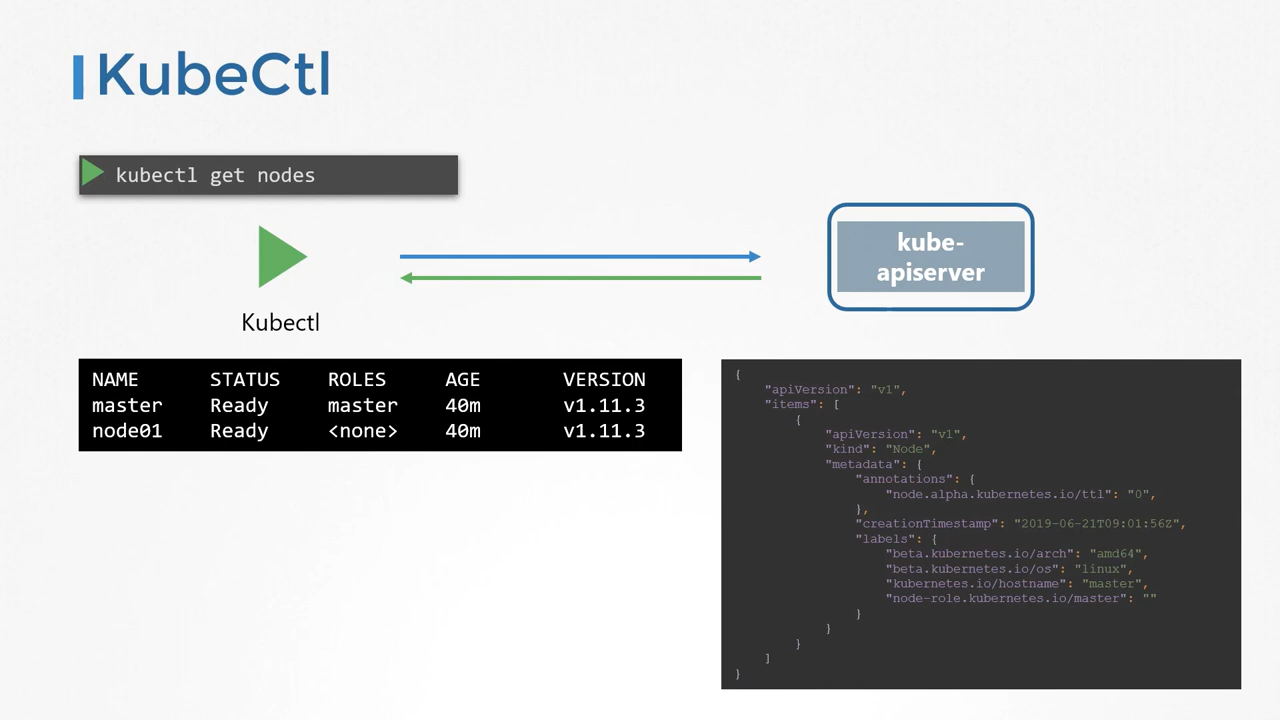 KubeCtl
kubectl get nodes
kube-
apiserver
Kubectl
NAME STATUS ROLES AGE VERSION
master Ready master 40m v1.11.3
node01 Ready <none> 40m v1.11.3
{
    "apiVersion": "v1",
    "items": [
        {
            "apiVersion": "v1",
            "kind": "Node",
            "metadata": {
                "annotations": {
                    "node.alpha.kubernetes.io/ttl": "0",
                },
                "creationTimestamp": "2019-06-21T09:01:56Z",
                "labels": {
                    "beta.kubernetes.io/arch": "amd64",
                    "beta.kubernetes.io/os": "linux",
                    "kubernetes.io/hostname": "master",
                    "node-role.kubernetes.io/master": ""
                }
            }
        }
    ]
}